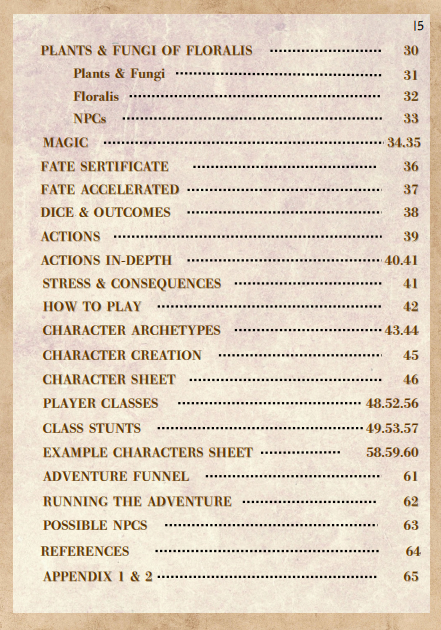 15
PLANTS & FUNGI OF FLORALIS 30
Plants & Fungi 31
Floralis 32
NPCs 33
MAGIC 34.35
FATE SERTIFICATE 36
FATE ACCELERATED 37
DICE & OUTCOMES 38
ACTIONS 39
ACTIONS IN-DEPTH 40.41
STRESS & CONSEQUENCES 41
HOW TO PLAY 42
CHARACTER ARCHETYPES 43.44
CHARACTER CREATION 45
CHARACTER SHEET 46
PLAYER CLASSES 48.52.56
CLASS STUNTS 49.53.57
EXAMPLE CHARACTERS SHEET 58.59.60
ADVENTURE FUNNEL 61
RUNNING THE ADVENTURE 62
POSSIBLE NPCS 63
REFERENCES 64
APPENDIX 1 & 2 65